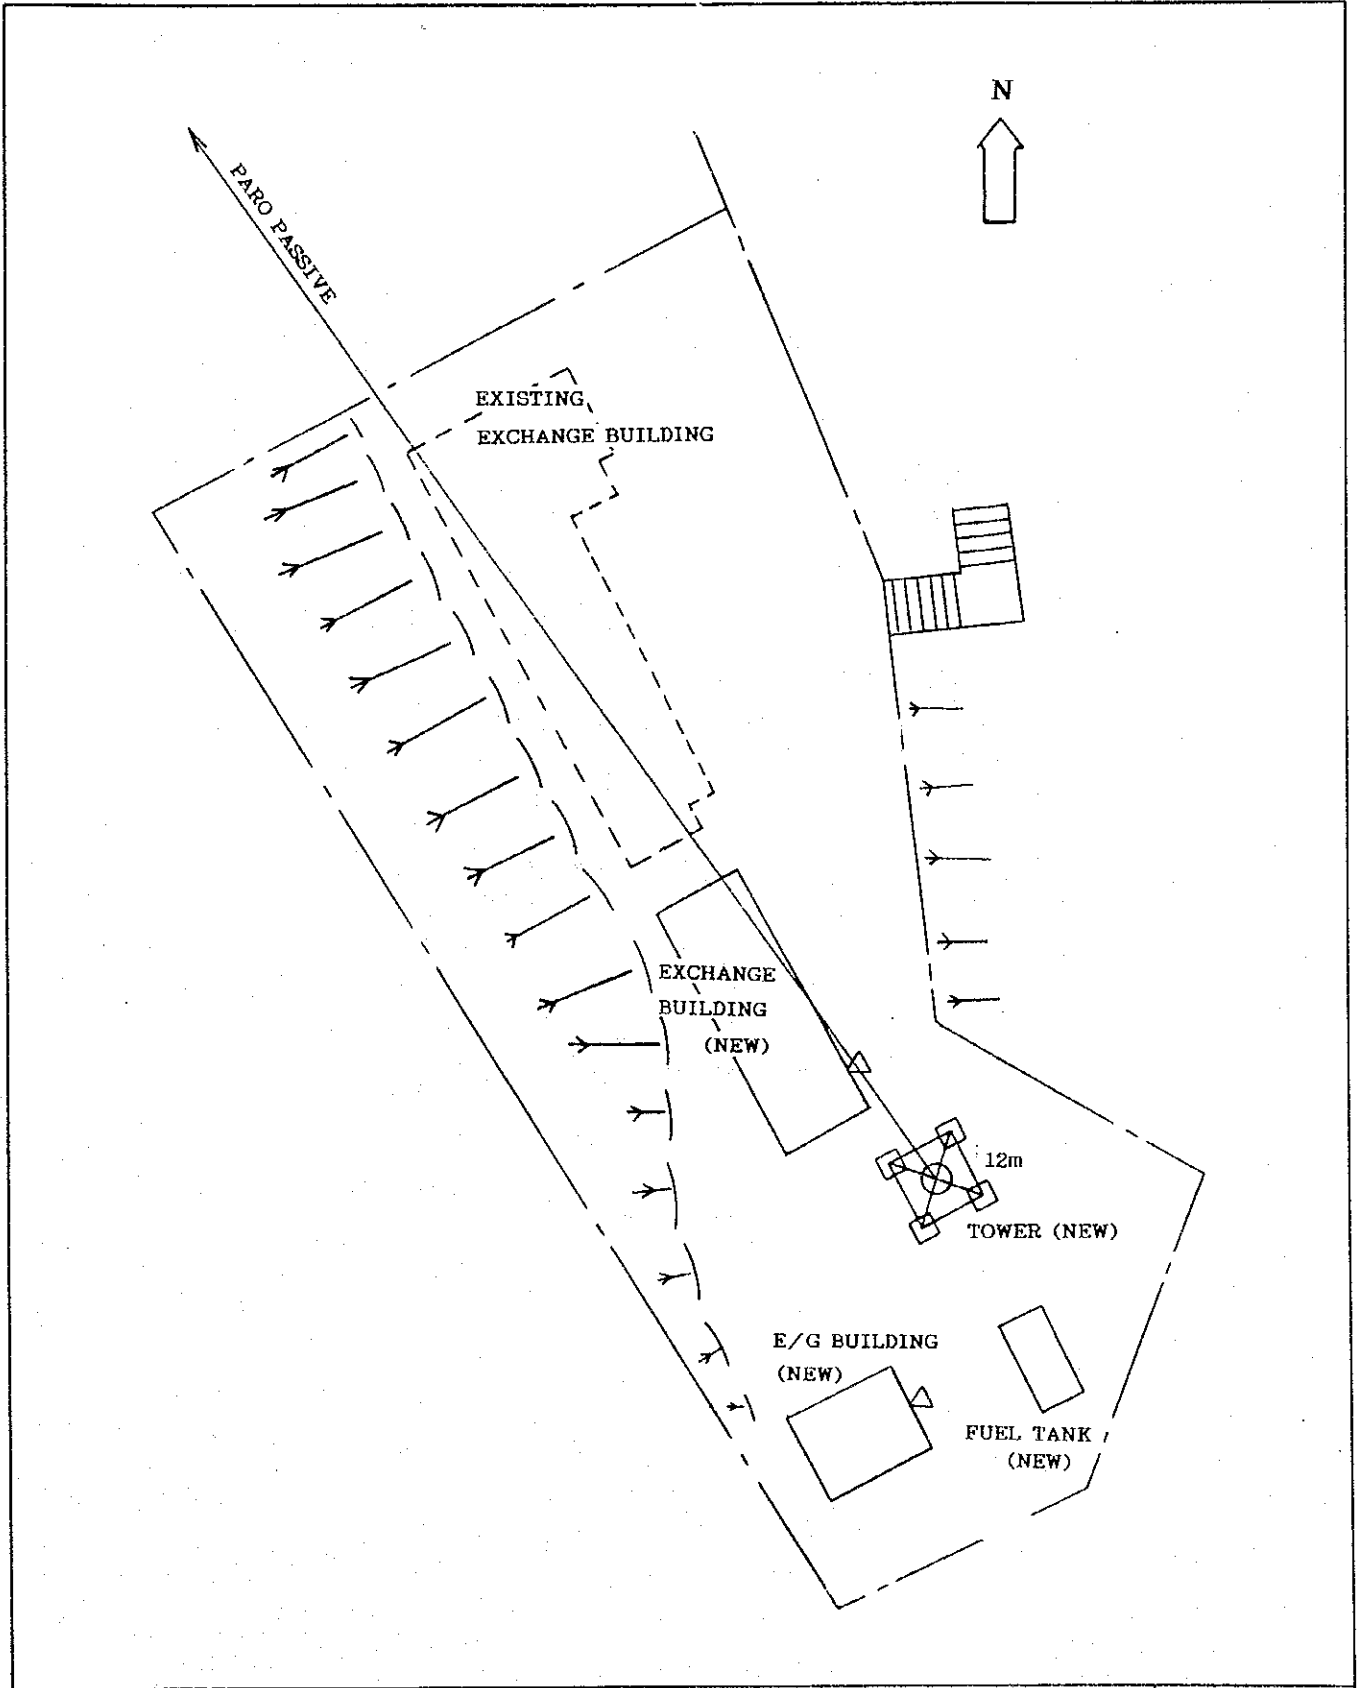 N
PARO PASSIVE
EXISTING
EXCHANGE BUILDING
EXCHANGE
BUILDING
(NEW)
12m
TOWER (NEW)
E/G BUILDING
(NEW)
FUEL TANK
(NEW)